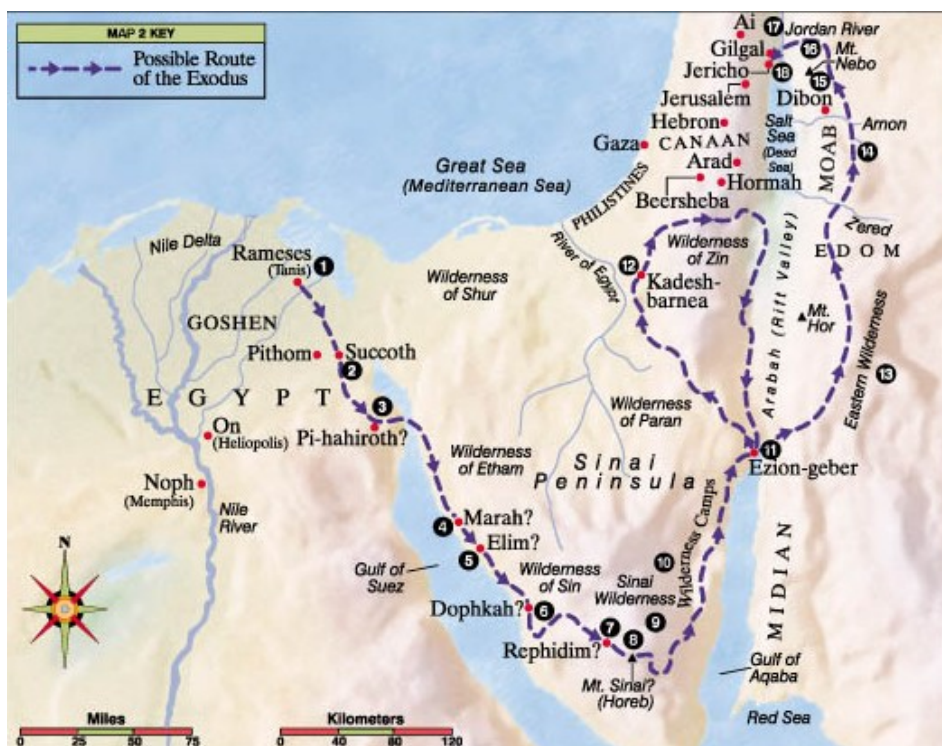 MAP 2 KEY
Possible Route
of the Exodus
Ai
17
Jordan River
Gilgal
16
Mt.
Nebo
Jericho
18
15
Jerusalem
Dibon
Hebron
Salt
Sea
(Dead
Sea)
Arnon
Gaza
CANAAN
MOAB
14
Great Sea
(Mediterranean Sea)
Arad
Hormah
Beersheba
PHILISTINES
Zered
Nile Delta
Rameses
(Tanis)
1
River of Egypt
Wilderness
of Zin
EDOM
12
Kadesh-
barnea
Wilderness
of Shur
Arabah (Rift Valley)
Mt.
Hor
GOSHEN
Pithom
Succoth
2
Eastern Wilderness
13
EGYPT
3
Pi-hahiroth?
Wilderness
of Paran
On
(Heliopolis)
Wilderness
of Etham
Sinai
Peninsula
11
Ezion-geber
Noph
(Memphis)
Nile
River
4
Marah?
Elim?
5
Wilderness Camps
10
N
Gulf of
Suez
Wilderness
of Sin
Sinai
Wilderness
MIDIAN
Dophkah?
6
7
8
9
Rephidim?
Mt. Sinai?
(Horeb)
Gulf of
Aqaba
Red Sea
Miles
0 25 50 75
Kilometers
0 40 80 120